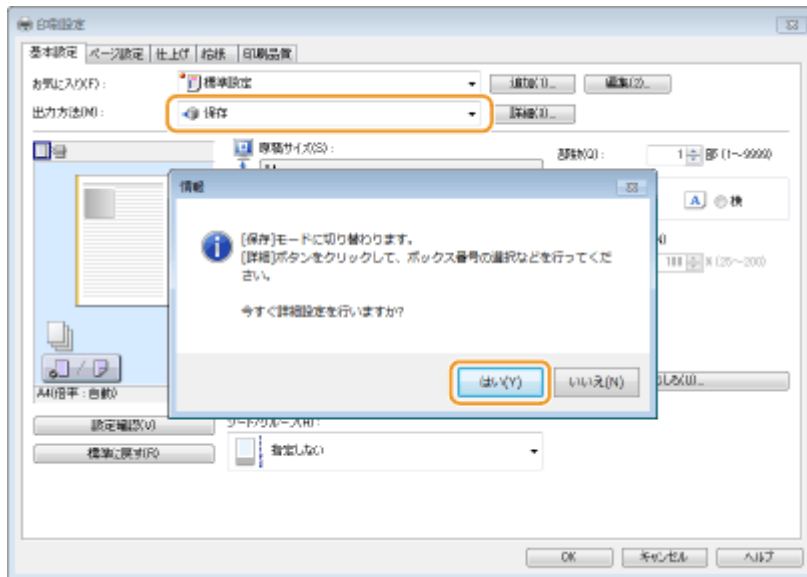 印刷設定
基本設定 ページ設定 仕上げ 給紙 印刷品質
お気に入り(F): 標準設定 追加(1)... 編集(2)...
出力方法(M): 保存 詳細(3)...
原稿サイズ(S):
部数(Q): 1 部 (1~9999)
情報
[保存]モードに切り替わります。
[詳細]ボタンをクリックして、ボックス番号の選択などを行ってくだ
さい。
今すぐ詳細設定を行いますか?
はい(Y) いいえ(N)
A 横
100 % (25~200)
A4(倍率:自動)
設定確認(V)
標準に戻す(R)
指定しない
OK キャンセル ヘルプ